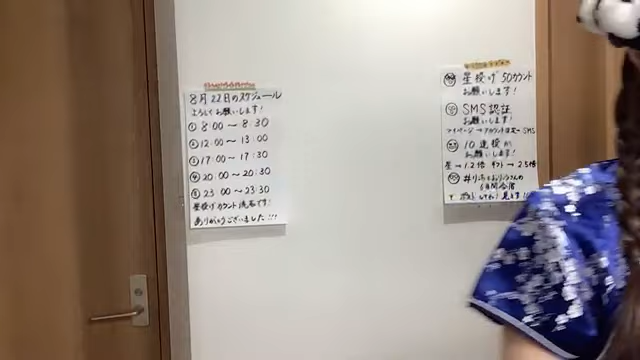 8月22日のスケジュール
よろしくお願いします!
① 8:00〜8:30
② 12:00〜13:00
③ 17:00〜17:30
④ 20:00〜20:30
⑤ 23:00〜23:30
星投げカウント
ありがとうございました!!!
星投げ50カウント
お願いします!
SMS認証
お願いします!
マイページ→アカウント設定→SMS
10連投
お願いします!
星→1.2倍 ギフト→2.5倍